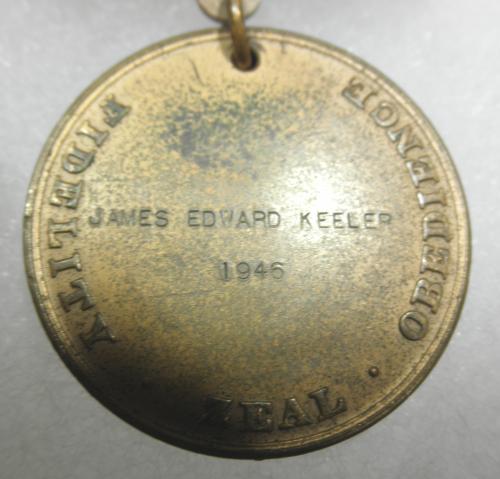 FIDELITY
ZEAL.
OBEDIENCE
JAMES EDWARD KEELER
1946